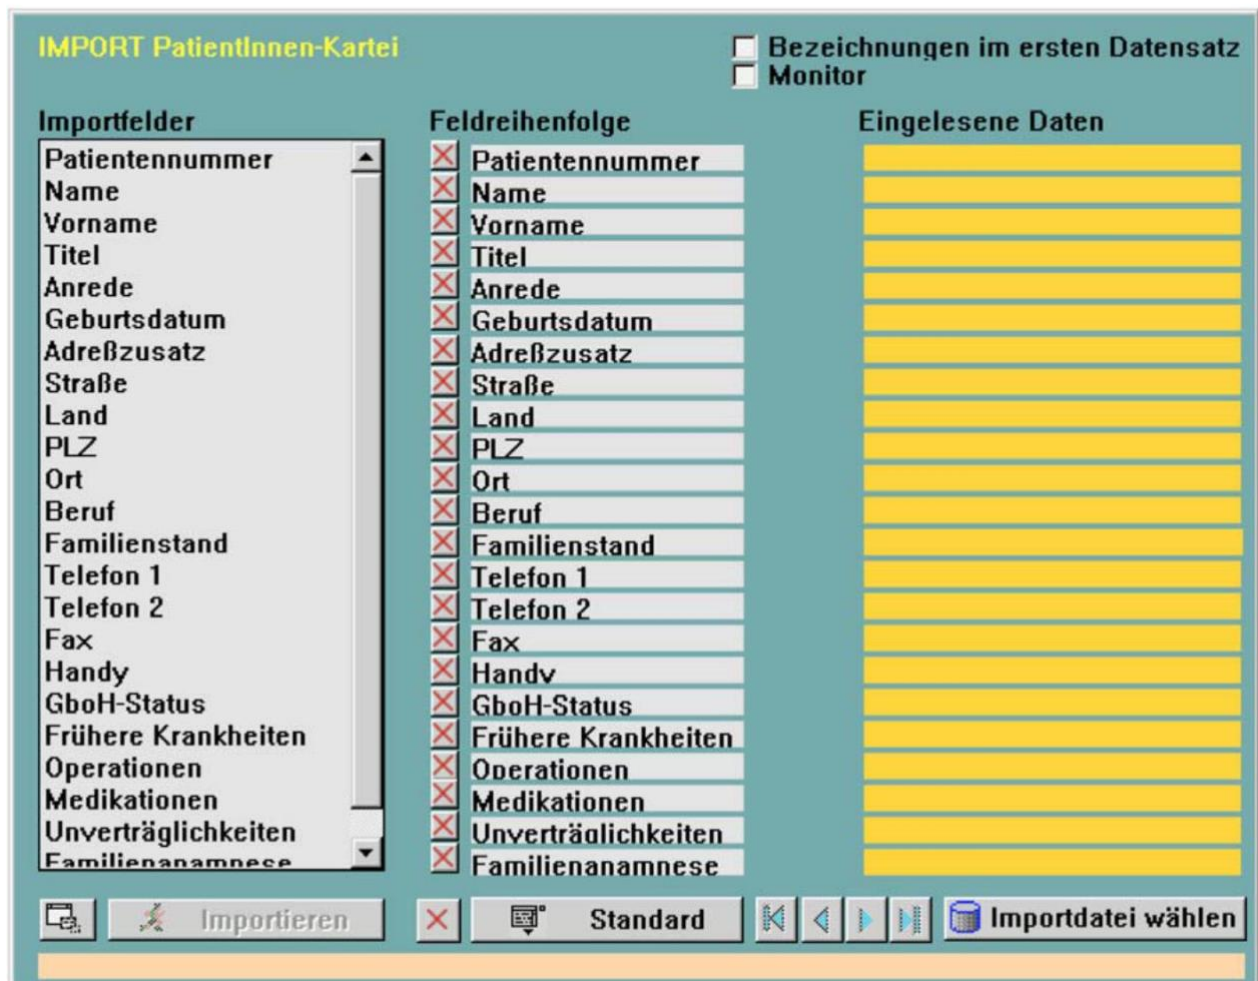 IMPORT PatientInnen-Kartei
Bezeichnungen im ersten Datensatz
Monitor
Importfelder
Patientennummer
Name
Vorname
Titel
Anrede
Geburtsdatum
Adreßzusatz
Straße
Land
PLZ
Ort
Beruf
Familienstand
Telefon 1
Telefon 2
Fax
Handy
GboH-Status
Frühere Krankheiten
Operationen
Medikationen
Unverträglichkeiten
Familienanamnese
Feldreihenfolge
Patientennummer
Name
Vorname
Titel
Anrede
Geburtsdatum
Adreßzusatz
Straße
Land
PLZ
Ort
Beruf
Familienstand
Telefon 1
Telefon 2
Fax
Handy
GboH-Status
Frühere Krankheiten
Operationen
Medikationen
Unverträglichkeiten
Familienanamnese
Eingelesene Daten
Importieren
Standard
Importdatei wählen